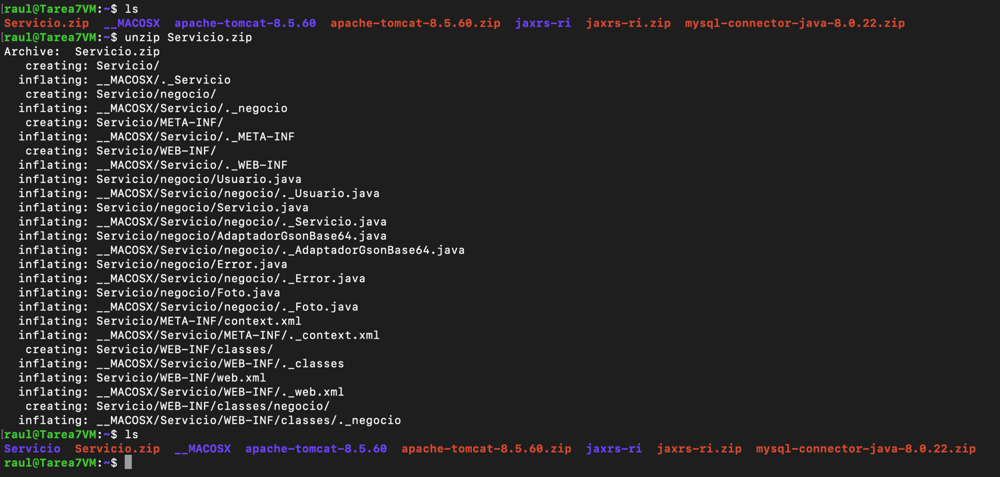 [raul@Tarea7VM:~$ ls
Servicio.zip  __MACOSX  apache-tomcat-8.5.60  apache-tomcat-8.5.60.zip  jaxrs-ri  jaxrs-ri.zip  mysql-connector-java-8.0.22.zip
[raul@Tarea7VM:~$ unzip Servicio.zip
Archive:  Servicio.zip
   creating: Servicio/
  inflating: __MACOSX/._Servicio
   creating: Servicio/negocio/
  inflating: __MACOSX/Servicio/._negocio
   creating: Servicio/META-INF/
  inflating: __MACOSX/Servicio/._META-INF
   creating: Servicio/WEB-INF/
  inflating: __MACOSX/Servicio/._WEB-INF
  inflating: Servicio/negocio/Usuario.java
  inflating: __MACOSX/Servicio/negocio/._Usuario.java
  inflating: Servicio/negocio/Servicio.java
  inflating: __MACOSX/Servicio/negocio/._Servicio.java
  inflating: Servicio/negocio/AdaptadorGsonBase64.java
  inflating: __MACOSX/Servicio/negocio/._AdaptadorGsonBase64.java
  inflating: Servicio/negocio/Error.java
  inflating: __MACOSX/Servicio/negocio/._Error.java
  inflating: Servicio/negocio/Foto.java
  inflating: __MACOSX/Servicio/negocio/._Foto.java
  inflating: Servicio/META-INF/context.xml
  inflating: __MACOSX/Servicio/META-INF/._context.xml
   creating: Servicio/WEB-INF/classes/
  inflating: __MACOSX/Servicio/WEB-INF/._classes
  inflating: Servicio/WEB-INF/web.xml
  inflating: __MACOSX/Servicio/WEB-INF/._web.xml
   creating: Servicio/WEB-INF/classes/negocio/
  inflating: __MACOSX/Servicio/WEB-INF/classes/._negocio
[raul@Tarea7VM:~$ ls
Servicio  Servicio.zip  __MACOSX  apache-tomcat-8.5.60  apache-tomcat-8.5.60.zip  jaxrs-ri  jaxrs-ri.zip  mysql-connector-java-8.0.22.zip
raul@Tarea7VM:~$